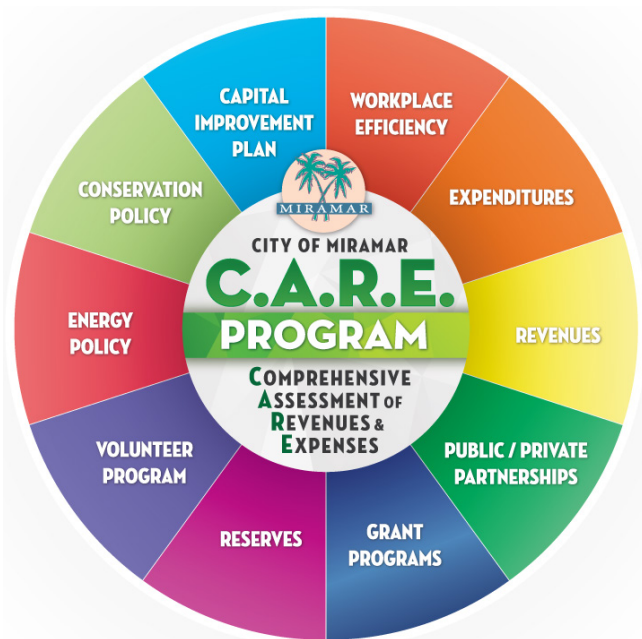 CAPITAL
IMPROVEMENT
PLAN
WORKPLACE
EFFICIENCY
EXPENDITURES
REVENUES
PUBLIC / PRIVATE
PARTNERSHIPS
GRANT
PROGRAMS
RESERVES
VOLUNTEER
PROGRAM
ENERGY
POLICY
CONSERVATION
POLICY
MIRAMAR
CITY OF MIRAMAR
C.A.R.E.
PROGRAM
COMPREHENSIVE
ASSESSMENT OF
REVENUES &
EXPENSES